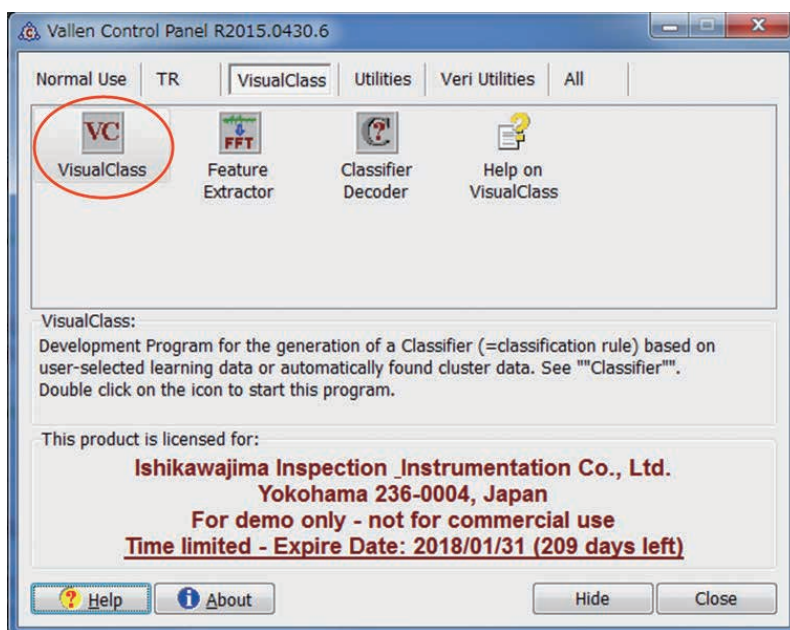 Vallen Control Panel R2015.0430.6
Normal Use TR VisualClass Utilities Veri Utilities All
VC FFT C?
VisualClass Feature Extractor Classifier Decoder Help on VisualClass
VisualClass:
Development Program for the generation of a Classifier (=classification rule) based on
user-selected learning data or automatically found cluster data. See ""Classifier"".
Double click on the icon to start this program.
This product is licensed for:
Ishikawajima Inspection _Instrumentation Co., Ltd.
Yokohama 236-0004, Japan
For demo only - not for commercial use
Time limited - Expire Date: 2018/01/31 (209 days left)
Help About Hide Close